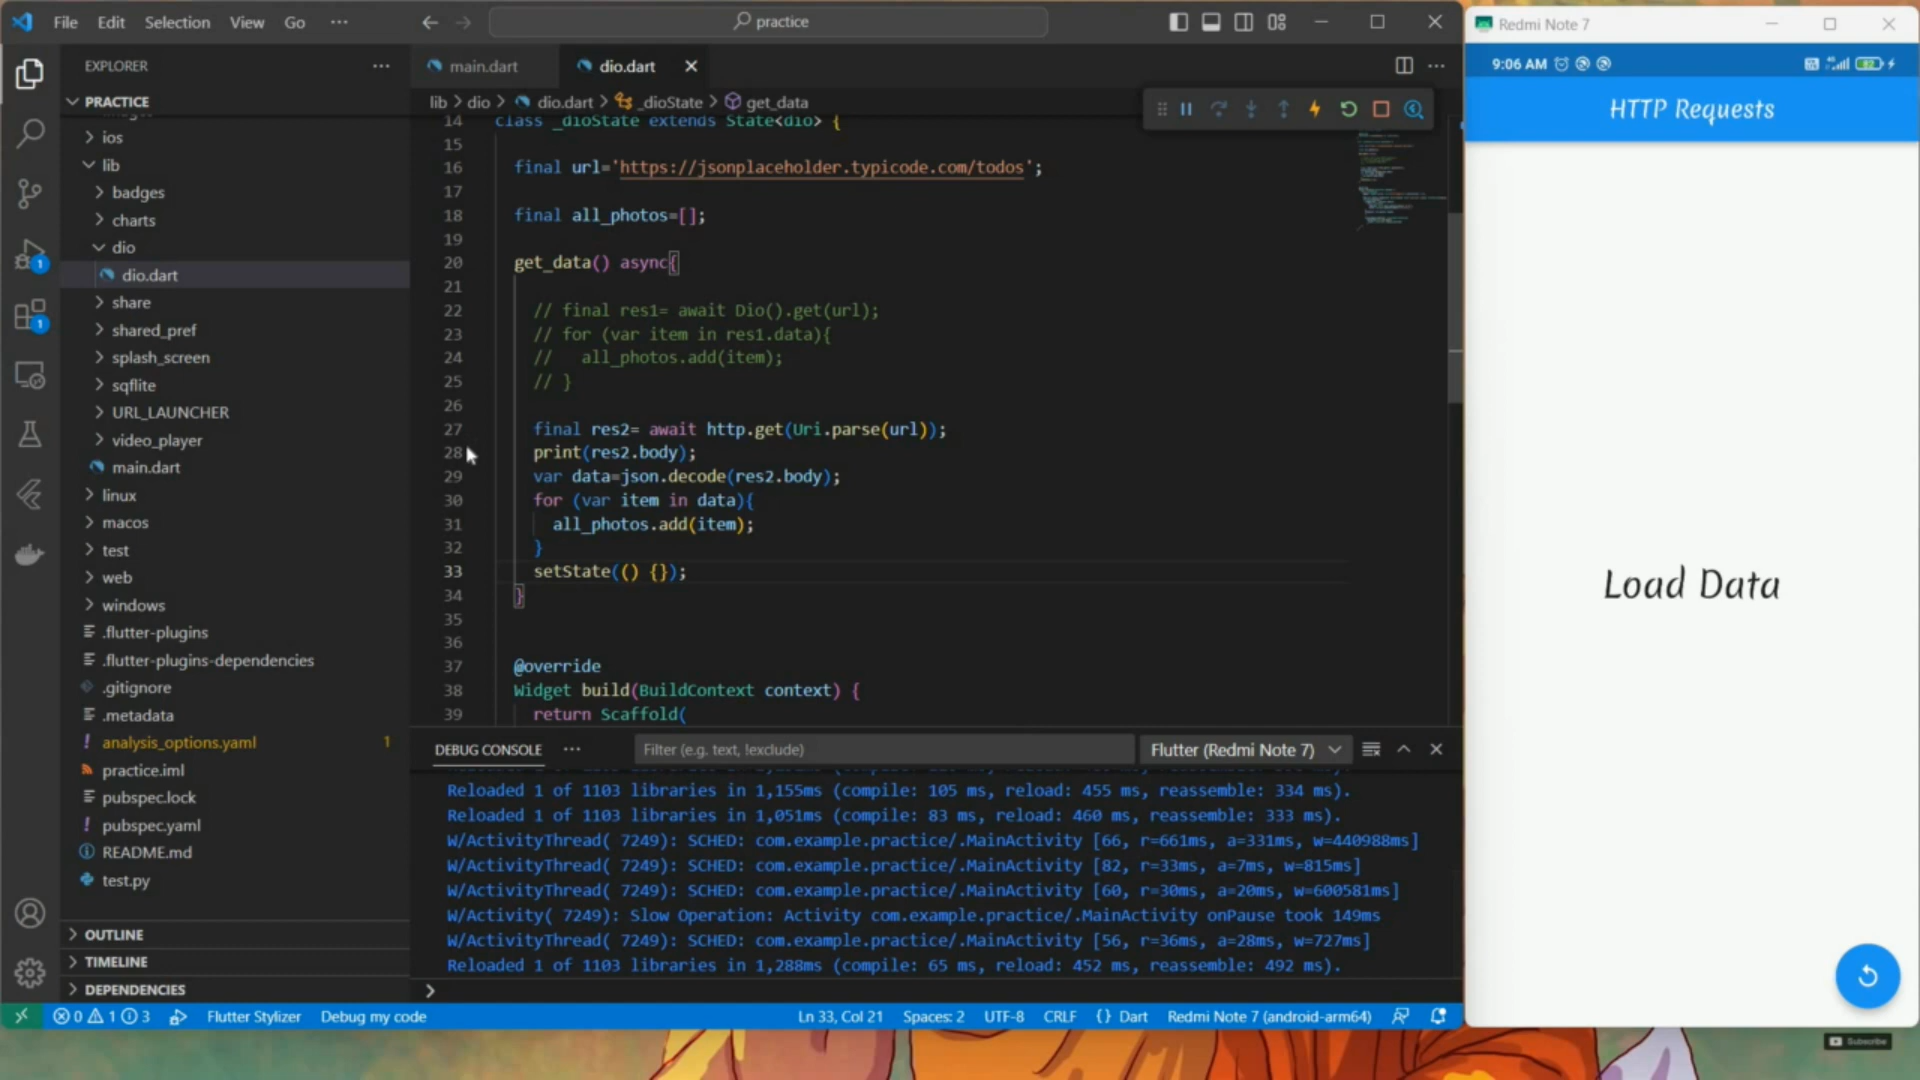 File Edit Selection View Go ···
practice
Redmi Note 7
9:06 AM
HTTP Requests
Load Data
EXPLORER
PRACTICE
ios
lib
badges
charts
dio
dio.dart
share
shared_pref
splash_screen
sqflite
URL_LAUNCHER
video_player
main.dart
linux
macos
test
web
windows
.flutter-plugins
.flutter-plugins-dependencies
.gitignore
.metadata
analysis_options.yaml 1
practice.iml
pubspec.lock
pubspec.yaml
README.md
test.py
OUTLINE
TIMELINE
DEPENDENCIES
main.dart dio.dart
lib > dio > dio.dart > _dioState > get_data
14 class _dioState extends State<dio> {
15
16 final url='https://jsonplaceholder.typicode.com/todos';
17
18 final all_photos=[];
19
20 get_data() async{
21
22 // final res1= await Dio().get(url);
23 // for (var item in res1.data){
24 //   all_photos.add(item);
25 // }
26
27 final res2= await http.get(Uri.parse(url));
28 print(res2.body);
29 var data=json.decode(res2.body);
30 for (var item in data){
31 all_photos.add(item);
32 }
33 setState(() {});
34 }
35
36
37 @override
38 Widget build(BuildContext context) {
39 return Scaffold(
DEBUG CONSOLE ··· Filter (e.g. text, !exclude) Flutter (Redmi Note 7)
Reloaded 1 of 1103 libraries in 1,155ms (compile: 105 ms, reload: 455 ms, reassemble: 334 ms).
Reloaded 1 of 1103 libraries in 1,051ms (compile: 83 ms, reload: 460 ms, reassemble: 333 ms).
W/ActivityThread( 7249): SCHED: com.example.practice/.MainActivity [66, r=661ms, a=331ms, w=440988ms]
W/ActivityThread( 7249): SCHED: com.example.practice/.MainActivity [82, r=33ms, a=7ms, w=815ms]
W/ActivityThread( 7249): SCHED: com.example.practice/.MainActivity [60, r=30ms, a=20ms, w=600581ms]
W/Activity( 7249): Slow Operation: Activity com.example.practice/.MainActivity onPause took 149ms
W/ActivityThread( 7249): SCHED: com.example.practice/.MainActivity [56, r=36ms, a=28ms, w=727ms]
Reloaded 1 of 1103 libraries in 1,288ms (compile: 65 ms, reload: 452 ms, reassemble: 492 ms).
0 1 3 Flutter Stylizer Debug my code Ln 33, Col 21 Spaces: 2 UTF-8 CRLF {} Dart Redmi Note 7 (android-arm64)
Subscribe